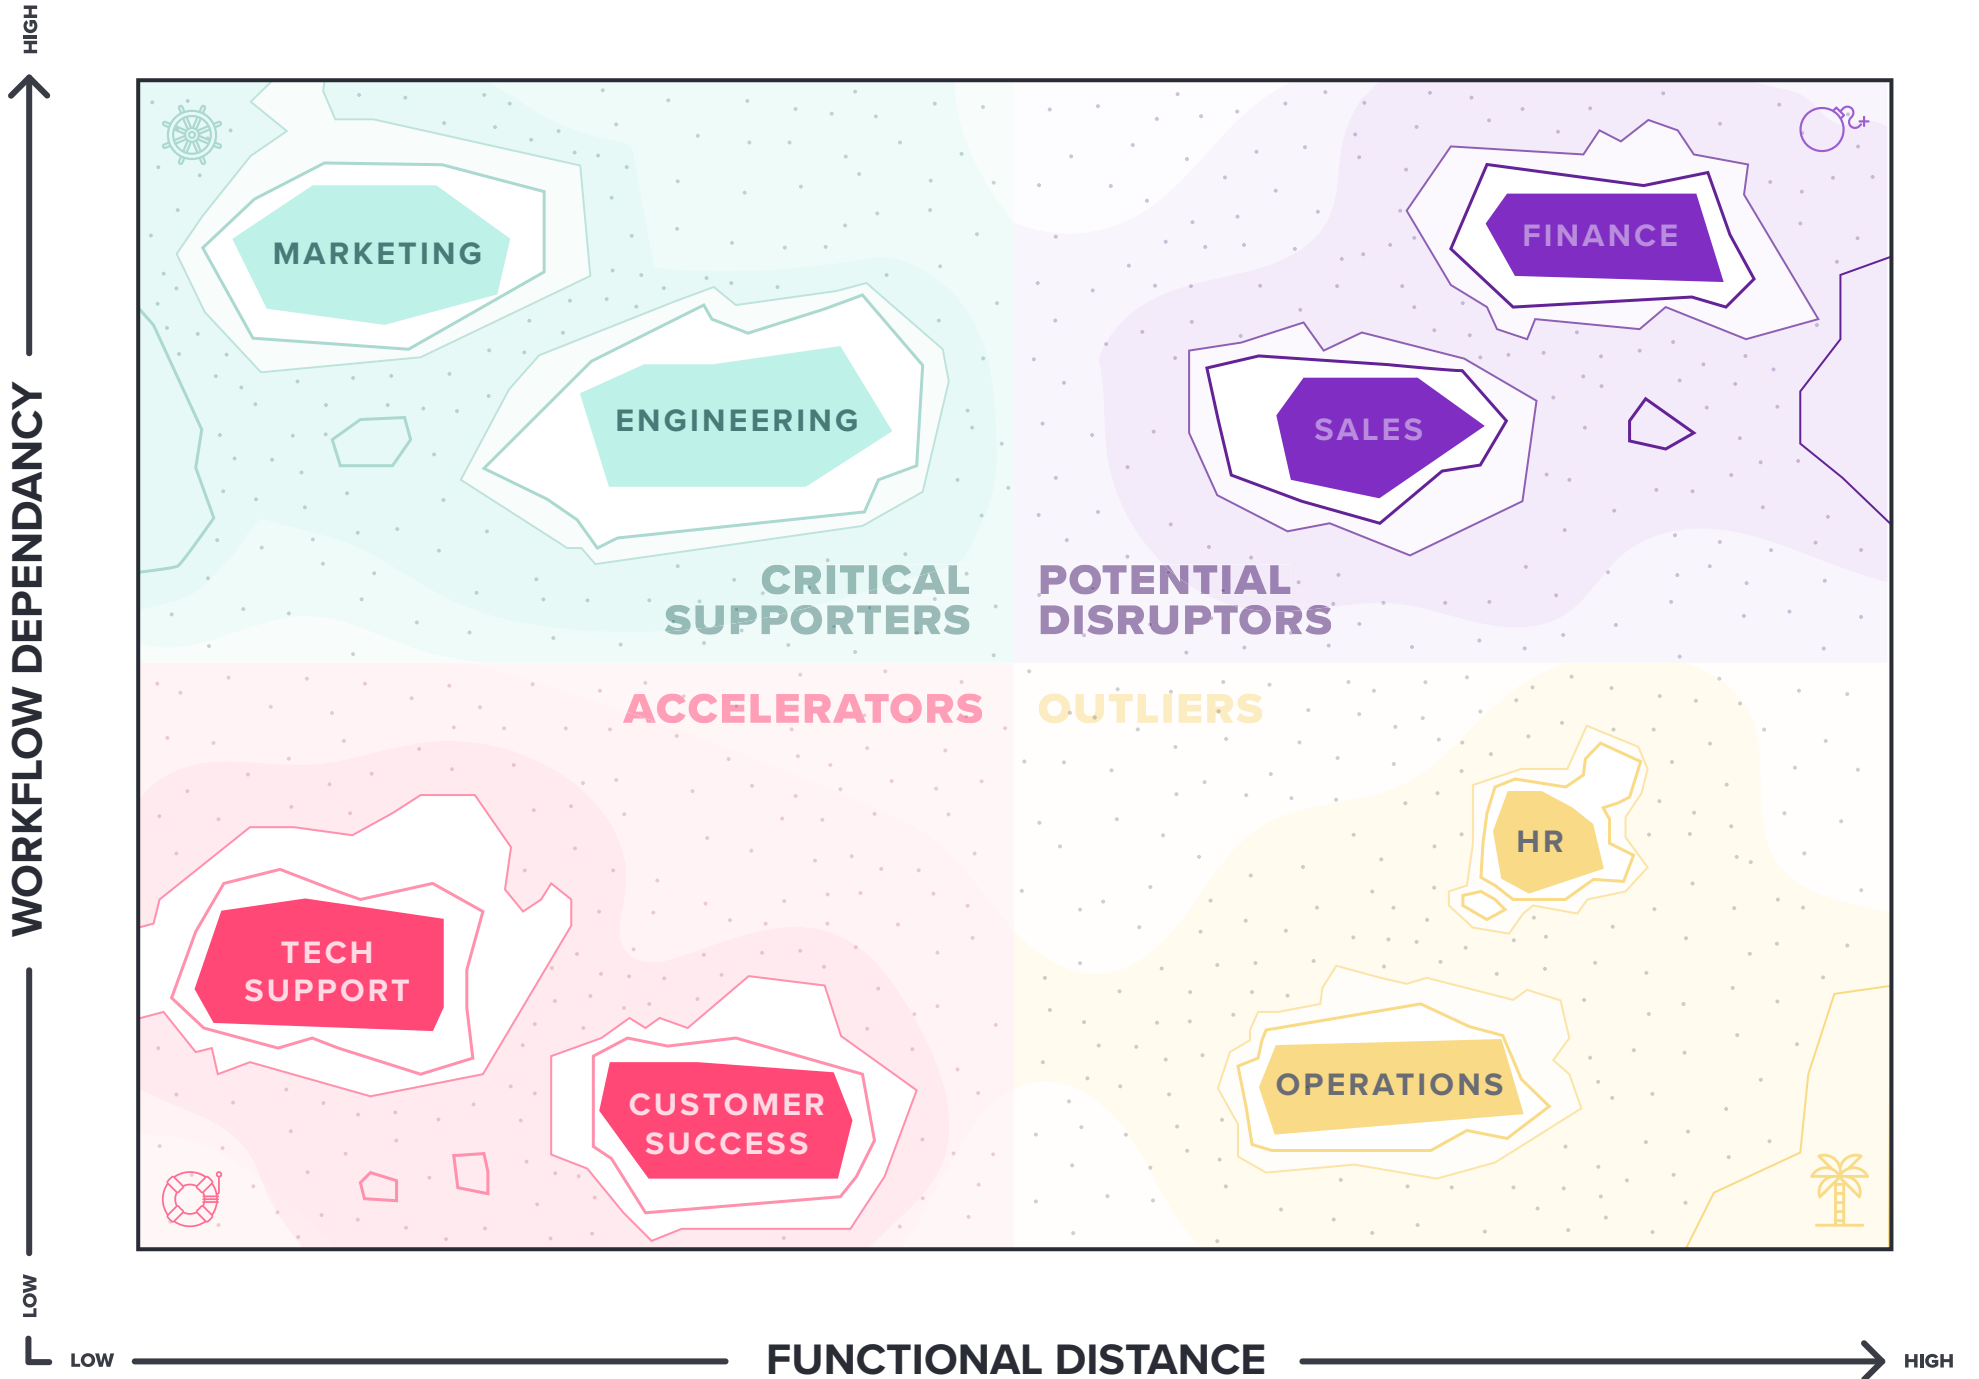 HIGH
WORKFLOW DEPENDANCY
LOW
MARKETING
ENGINEERING
CRITICAL
SUPPORTERS
FINANCE
SALES
POTENTIAL
DISRUPTORS
ACCELERATORS
TECH
SUPPORT
CUSTOMER
SUCCESS
OUTLIERS
HR
OPERATIONS
LOW
FUNCTIONAL DISTANCE
HIGH